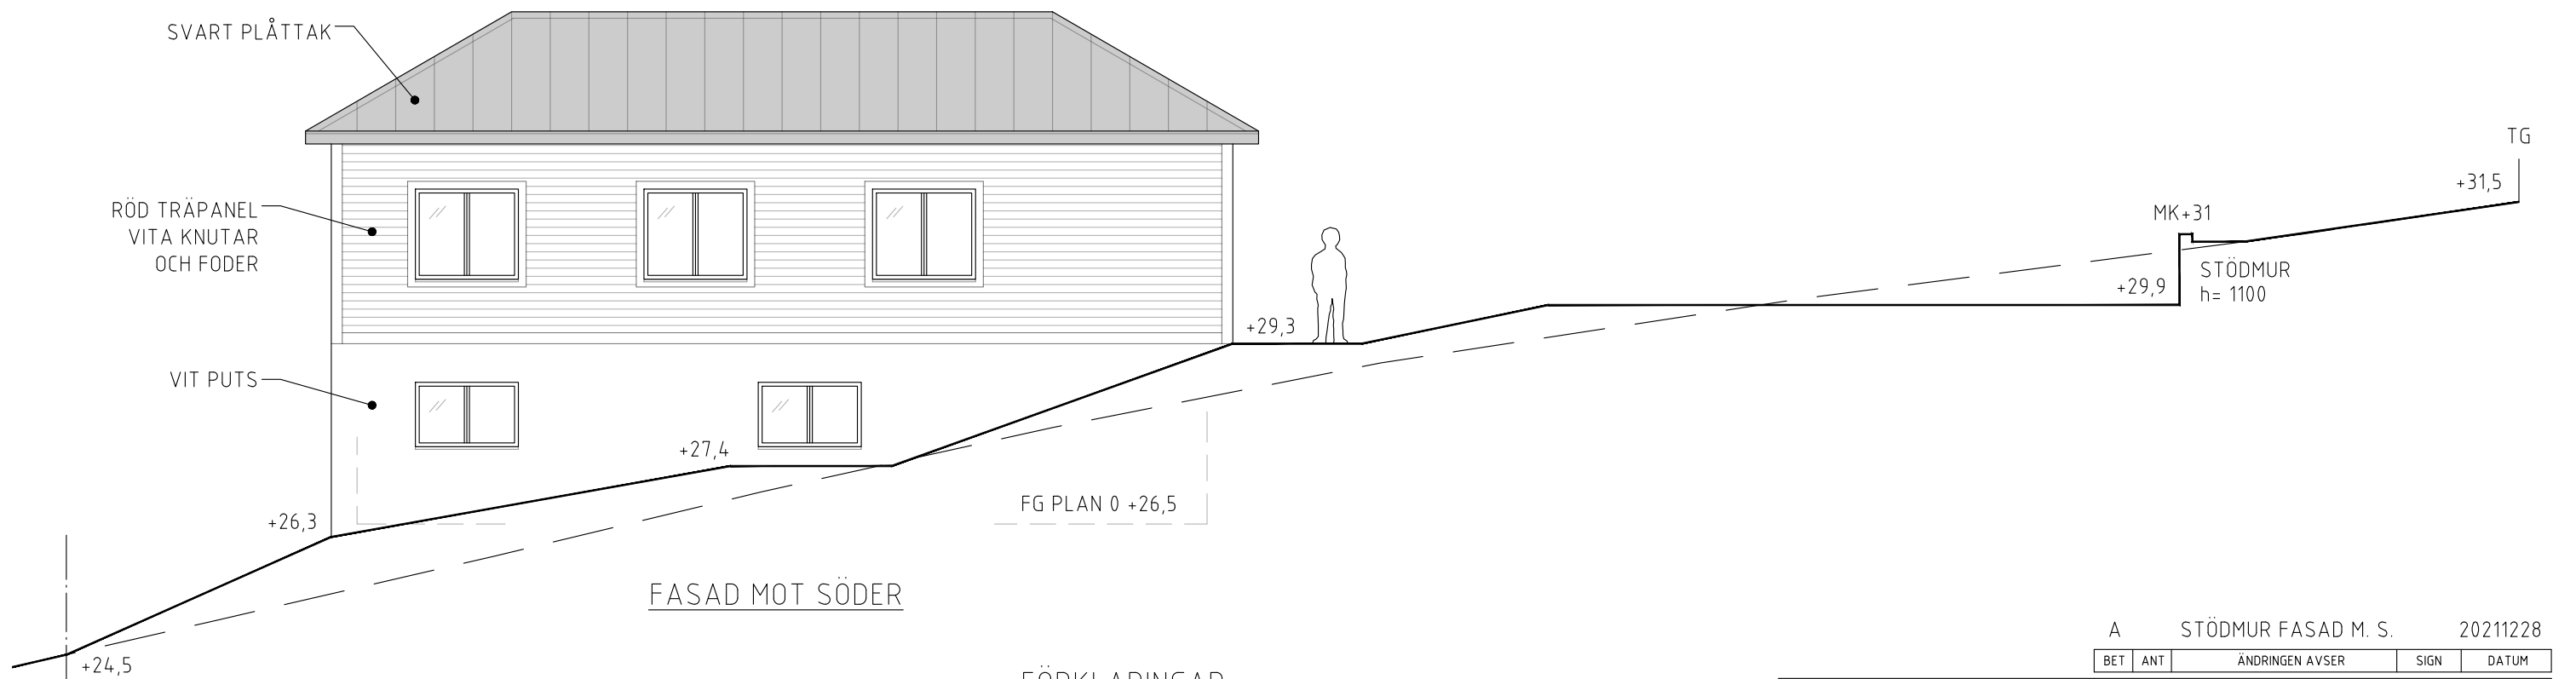 SVART PLÅTTAK
TG
+31,5
RÖD TRÄPANEL
VITA KNUTAR
OCH FODER
MK+31
STÖDMUR
h= 1100
+29,9
+29,3
VIT PUTS
+27,4
FG PLAN 0 +26,5
+26,3
FASAD MOT SÖDER
+24,5
A STÖDMUR FASAD M. S. 20211228
BET ANT ÄNDRINGEN AVSER SIGN DATUM
FÖRKLARINGAR